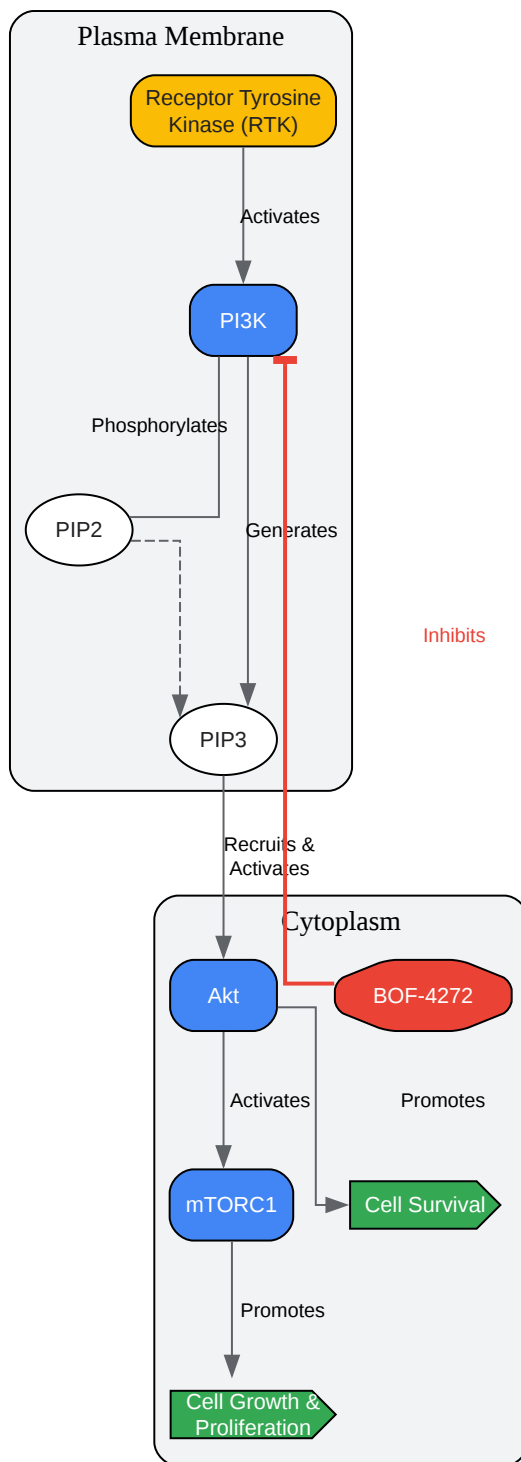 Plasma Membrane
Receptor Tyrosine
Kinase (RTK)
Activates
PI3K
Phosphorylates
PIP2
Generates
Inhibits
PIP3
Recruits &
Activates
Cytoplasm
Akt
BOF-4272
Activates
Promotes
mTORC1
Cell Survival
Promotes
Cell Growth &
Proliferation